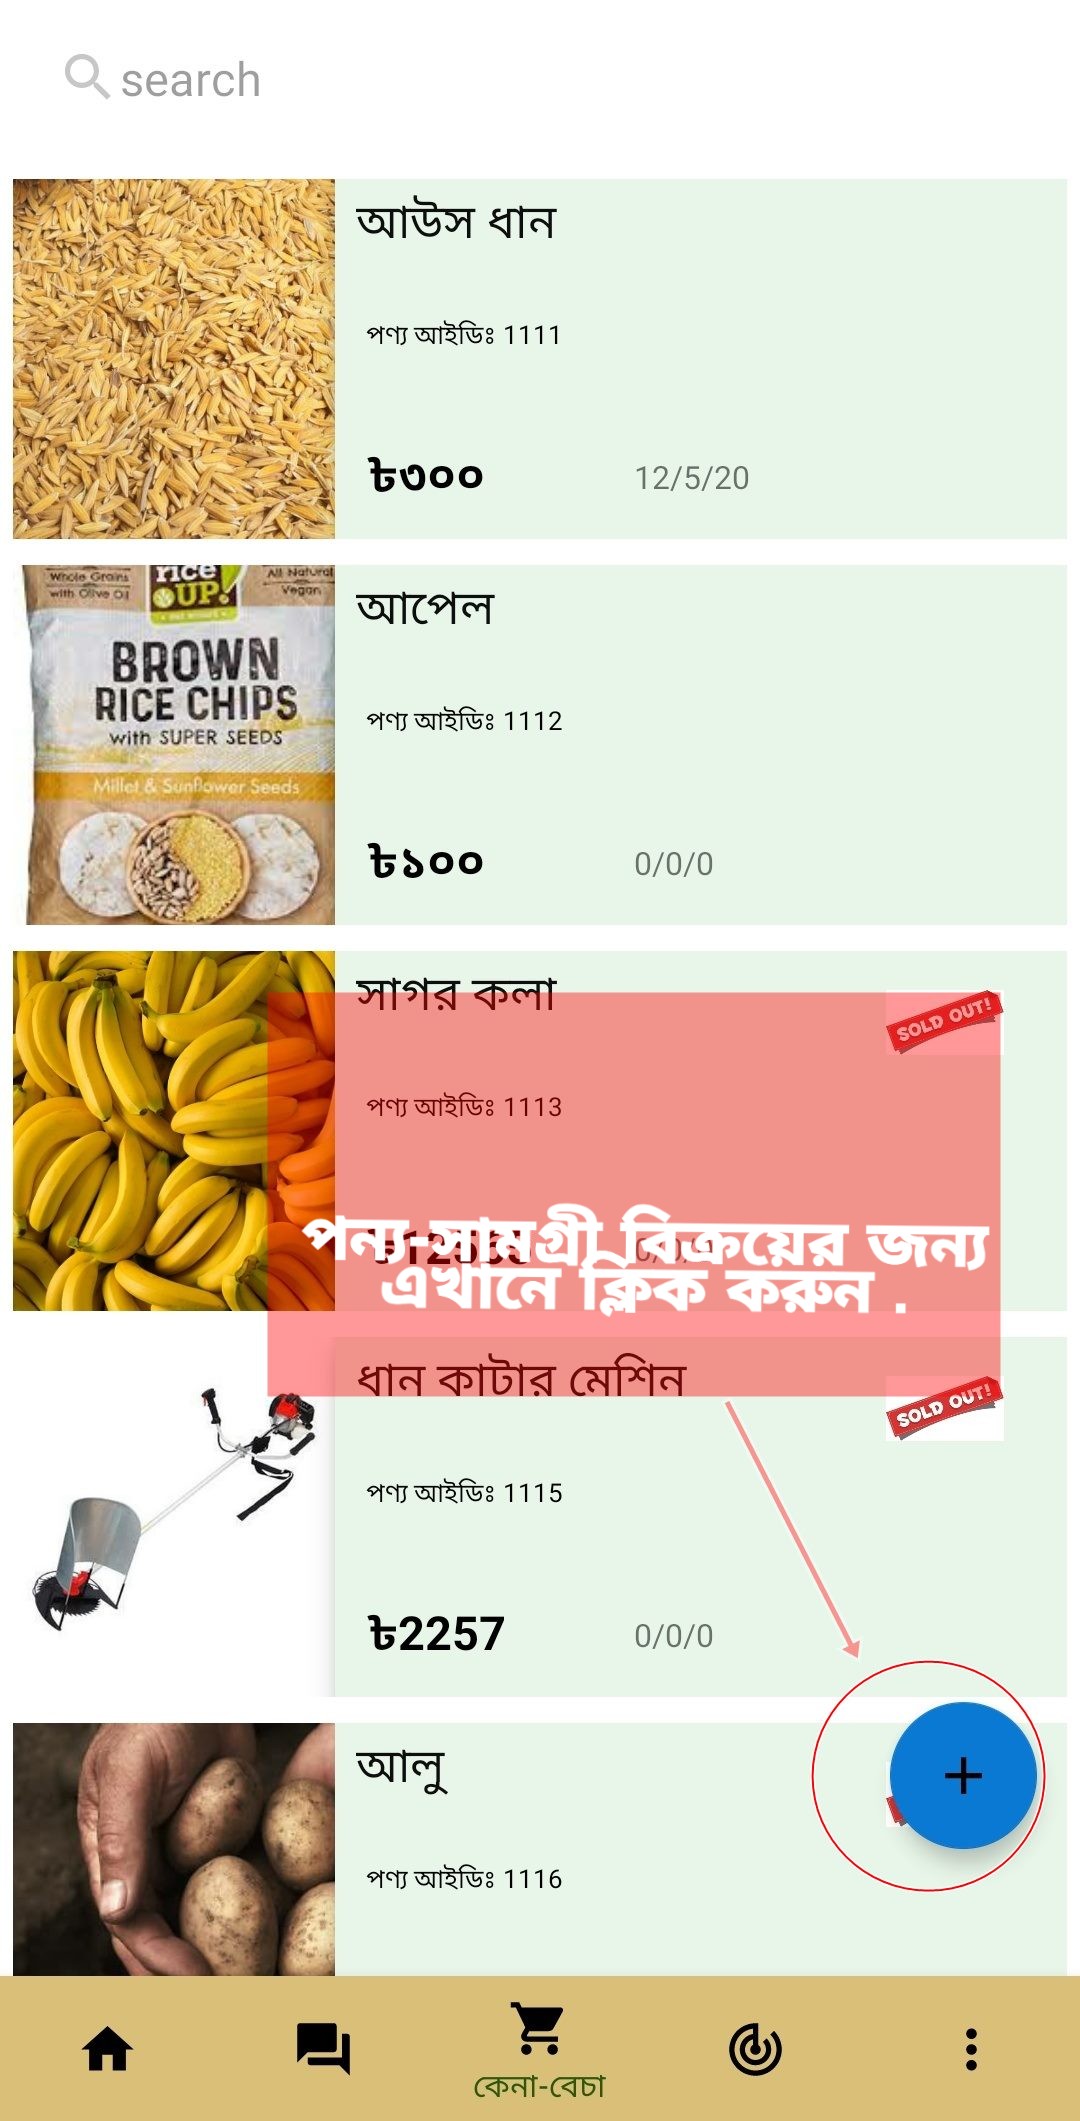 search
আউস ধান
পণ্য আইডিঃ 1111
৳৩০০ 12/5/20
Whole Grains
with Olive Oil
rice
UP!
All Natural
Vegan
BROWN
RICE CHIPS
with SUPER SEEDS
Millet & Sunflower Seeds
আপেল
পণ্য আইডিঃ 1112
৳১০০ 0/0/0
সাগর কলা
SOLD OUT!
পণ্য আইডিঃ 1113
পন্য-সামগ্রী বিক্রয়ের জন্য
এখানে ক্লিক করুন .
ধান কাটার মেশিন
SOLD OUT!
পণ্য আইডিঃ 1115
৳2257 0/0/0
আলু
পণ্য আইডিঃ 1116
কেনা-বেচা